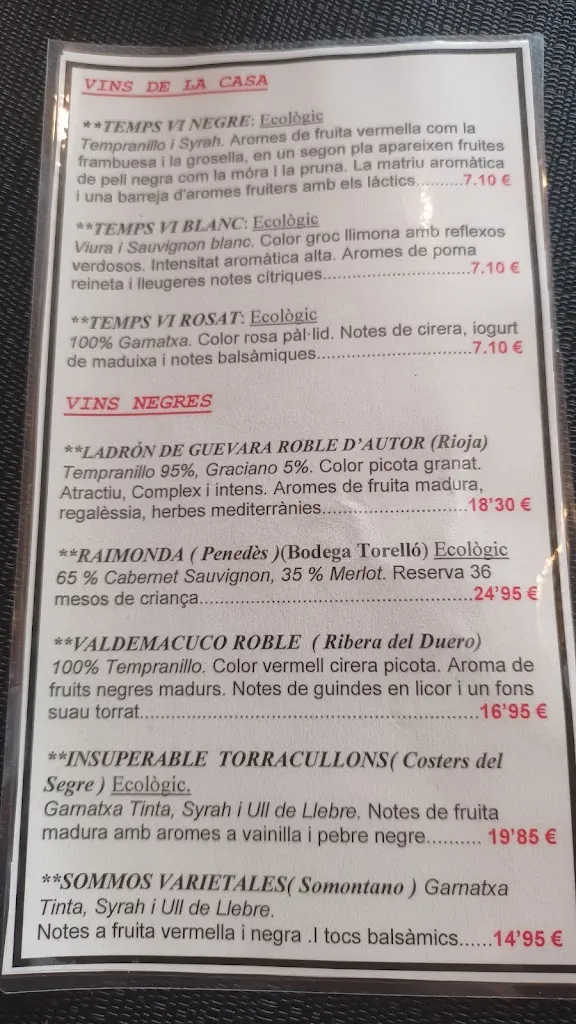 VINS DE LA CASA
**TEMPS VI NEGRE: Ecològic
Tempranillo i Syrah. Aromes de fruita vermella com la
frambuesa i la grosella, en un segon pla apareixen fruites
de pell negra com la móra i la pruna. La matriu aromàtica
i una barreja d'aromes fruiters amb els làctics..........7.10 €
**TEMPS VI BLANC: Ecològic
Viura i Sauvignon blanc. Color groc llimona amb reflexos
verdosos. Intensitat aromàtica alta. Aromes de poma
reineta i lleugeres notes cítriques................................7.10 €
**TEMPS VI ROSAT: Ecològic
100% Garnatxa. Color rosa pàl·lid. Notes de cirera, iogurt
de maduixa i notes balsàmiques..................................7.10 €
VINS NEGRES
**LADRÓN DE GUEVARA ROBLE D'AUTOR (Rioja)
Tempranillo 95%, Graciano 5%. Color picota granat.
Atractiu, Complex i intens. Aromes de fruita madura,
regalèssia, herbes mediterrànies................................18'30 €
**RAIMONDA ( Penedès )(Bodega Torelló) Ecològic
65 % Cabernet Sauvignon, 35 % Merlot. Reserva 36
mesos de criança............................................................24'95 €
**VALDEMACUCO ROBLE ( Ribera del Duero)
100% Tempranillo. Color vermell cirera picota. Aroma de
fruits negres madurs. Notes de guindes en licor i un fons
suau torrat.......................................................................16'95 €
**INSUPERABLE TORRACULLONS( Costers del
Segre ) Ecològic.
Garnatxa Tinta, Syrah i Ull de Llebre. Notes de fruita
madura amb aromes a vainilla i pebre negre.......... 19'85 €
**SOMMOS VARIETALES( Somontano ) Garnatxa
Tinta, Syrah i Ull de Llebre.
Notes a fruita vermella i negra .I tocs balsàmics......14'95 €